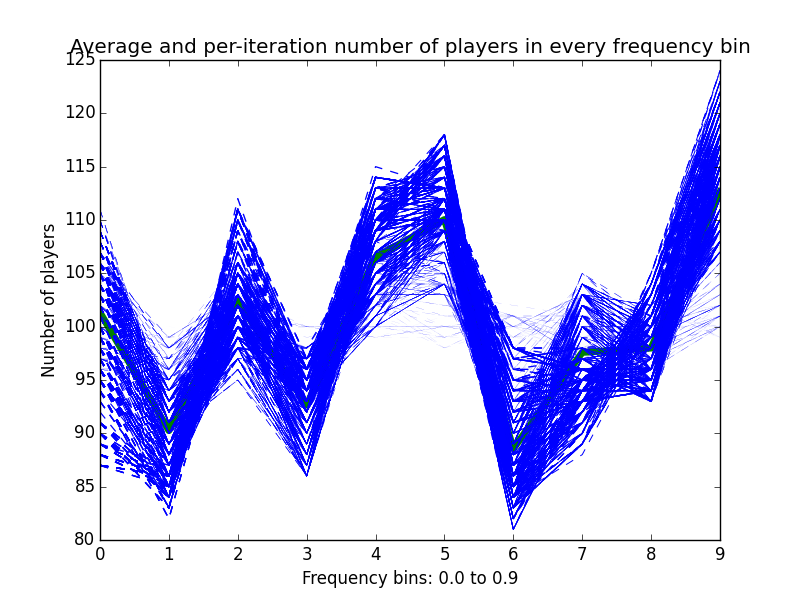 Average and per-iteration number of players in every frequency bin
125
120
115
110
105
100
95
90
85
80
Number of players
0 1 2 3 4 5 6 7 8 9
Frequency bins: 0.0 to 0.9